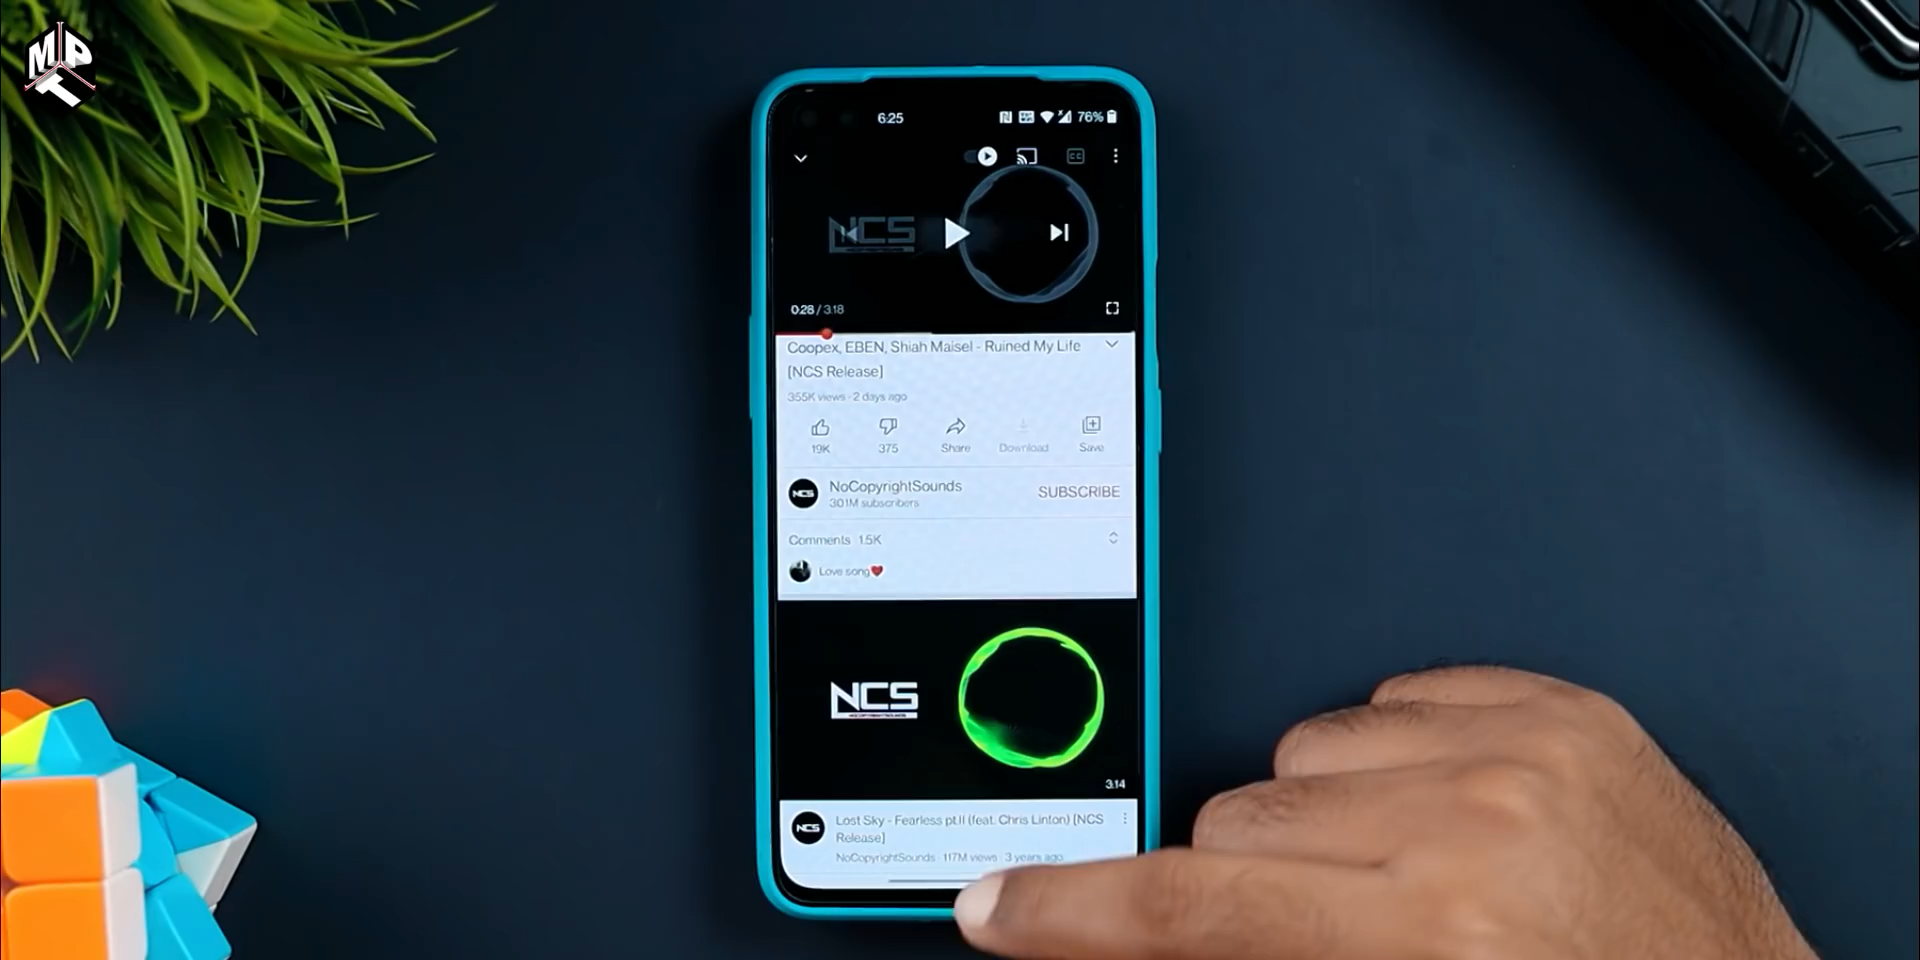 MPT
6:25
76%
CC
NCS
0:28 / 3:18
Coopex, EBEN, Shiah Maisel - Ruined My Life
[NCS Release]
355K views · 2 days ago
19K
375
Share
Download
Save
NCS
NoCopyrightSounds
30.1M subscribers
SUBSCRIBE
Comments 1.5K
Love song❤
NCS
NOCOPYRIGHTSOUNDS
3:14
NCS
Lost Sky - Fearless pt.II (feat. Chris Linton) [NCS
Release]
NoCopyrightSounds · 117M views · 3 years ago